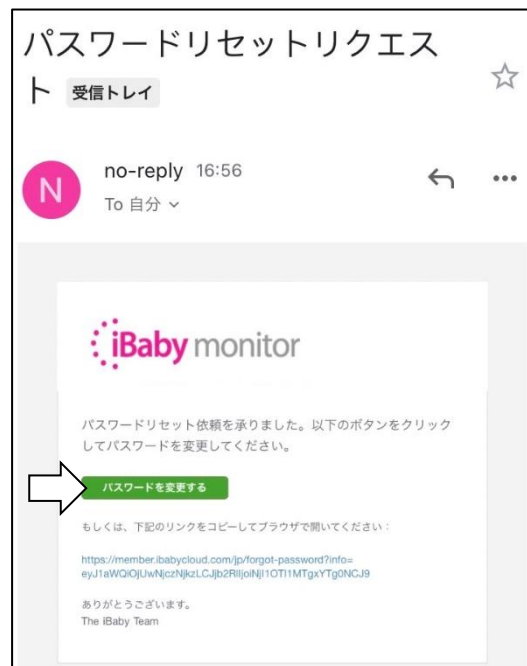 パスワードリセットリクエス
ト 受信トレイ
N
no-reply 16:56
To 自分
iBaby monitor
パスワードリセット依頼を承りました。以下のボタンをクリック
してパスワードを変更してください。
パスワードを変更する
もしくは、下記のリンクをコピーしてブラウザで開いてください：
https://member.ibabycloud.com/jp/forgot-password?info=
ありがとうございます。
The iBaby Team